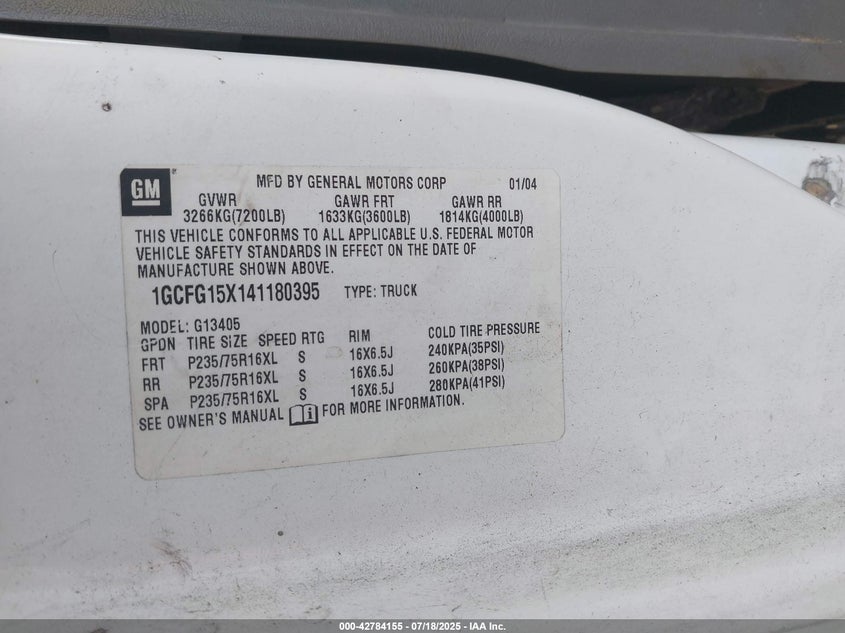 GM
MFD BY GENERAL MOTORS CORP 01/04
GVWR GAWR FRT GAWR RR
3266KG(7200LB) 1633KG(3600LB) 1814KG(4000LB)
THIS VEHICLE CONFORMS TO ALL APPLICABLE U.S. FEDERAL MOTOR
VEHICLE SAFETY STANDARDS IN EFFECT ON THE DATE OF
MANUFACTURE SHOWN ABOVE.
1GCFG15X141180395 TYPE: TRUCK
MODEL: G13405
GPON TIRE SIZE SPEED RTG RIM COLD TIRE PRESSURE
FRT P235/75R16XL S 16X6.5J 240KPA(35PSI)
RR P235/75R16XL S 16X6.5J 260KPA(38PSI)
SPA P235/75R16XL S 16X6.5J 280KPA(41PSI)
SEE OWNER'S MANUAL FOR MORE INFORMATION.
000-42784155 - 07/18/2025 - IAA Inc.